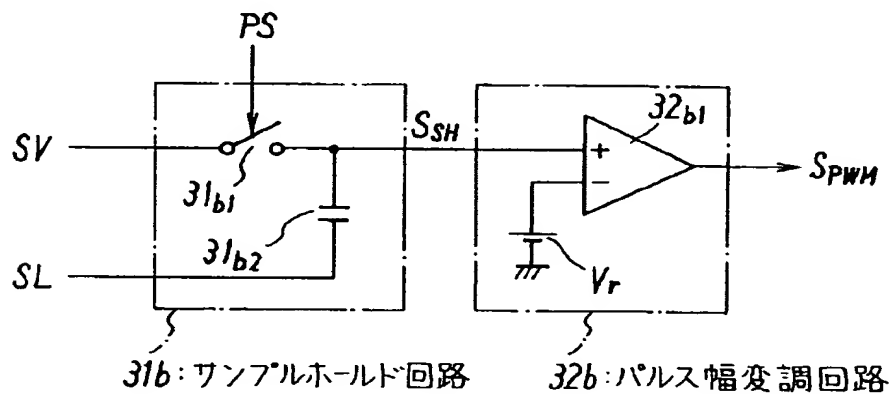 PS
SV
31b1
SSH
32b1
+
−
SPWM
31b2
SL
Vr
31b:サンプルホールド回路
32b:パルス幅変調回路